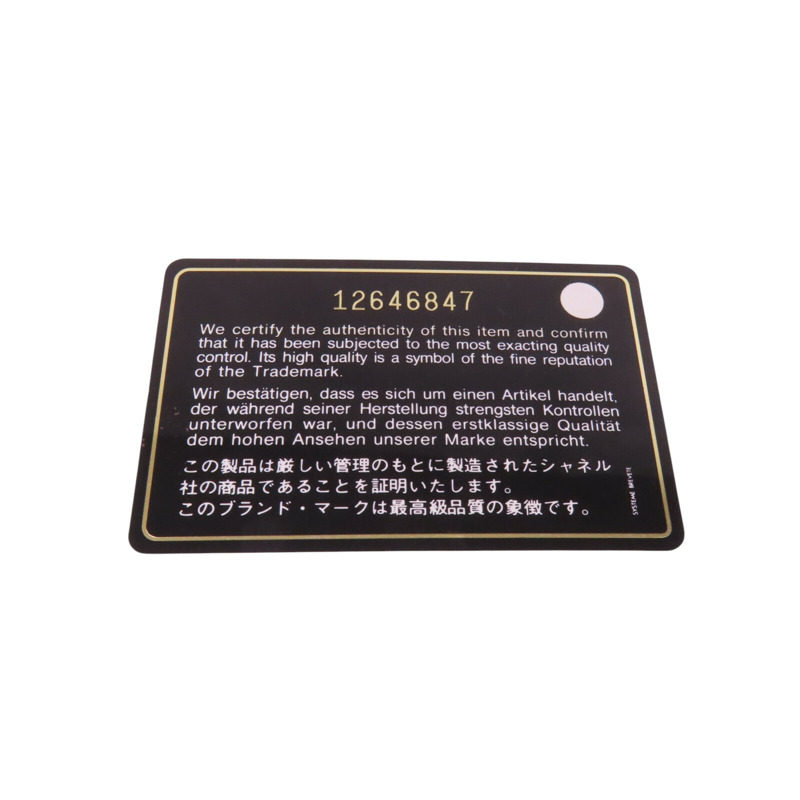 12646847
We certify the authenticity of this item and confirm
that it has been subjected to the most exacting quality
control. Its high quality is a symbol of the fine reputation
of the Trademark.
Wir bestätigen, dass es sich um einen Artikel handelt,
der während seiner Herstellung strengsten Kontrollen
unterworfen war, und dessen erstklassige Qualität
dem hohen Ansehen unserer Marke entspricht.
この製品は厳しい管理のもとに製造されたシャネル
社の商品であることを証明いたします。
このブランド・マークは最高級品質の象徴です。
SYSTEME BREVETE